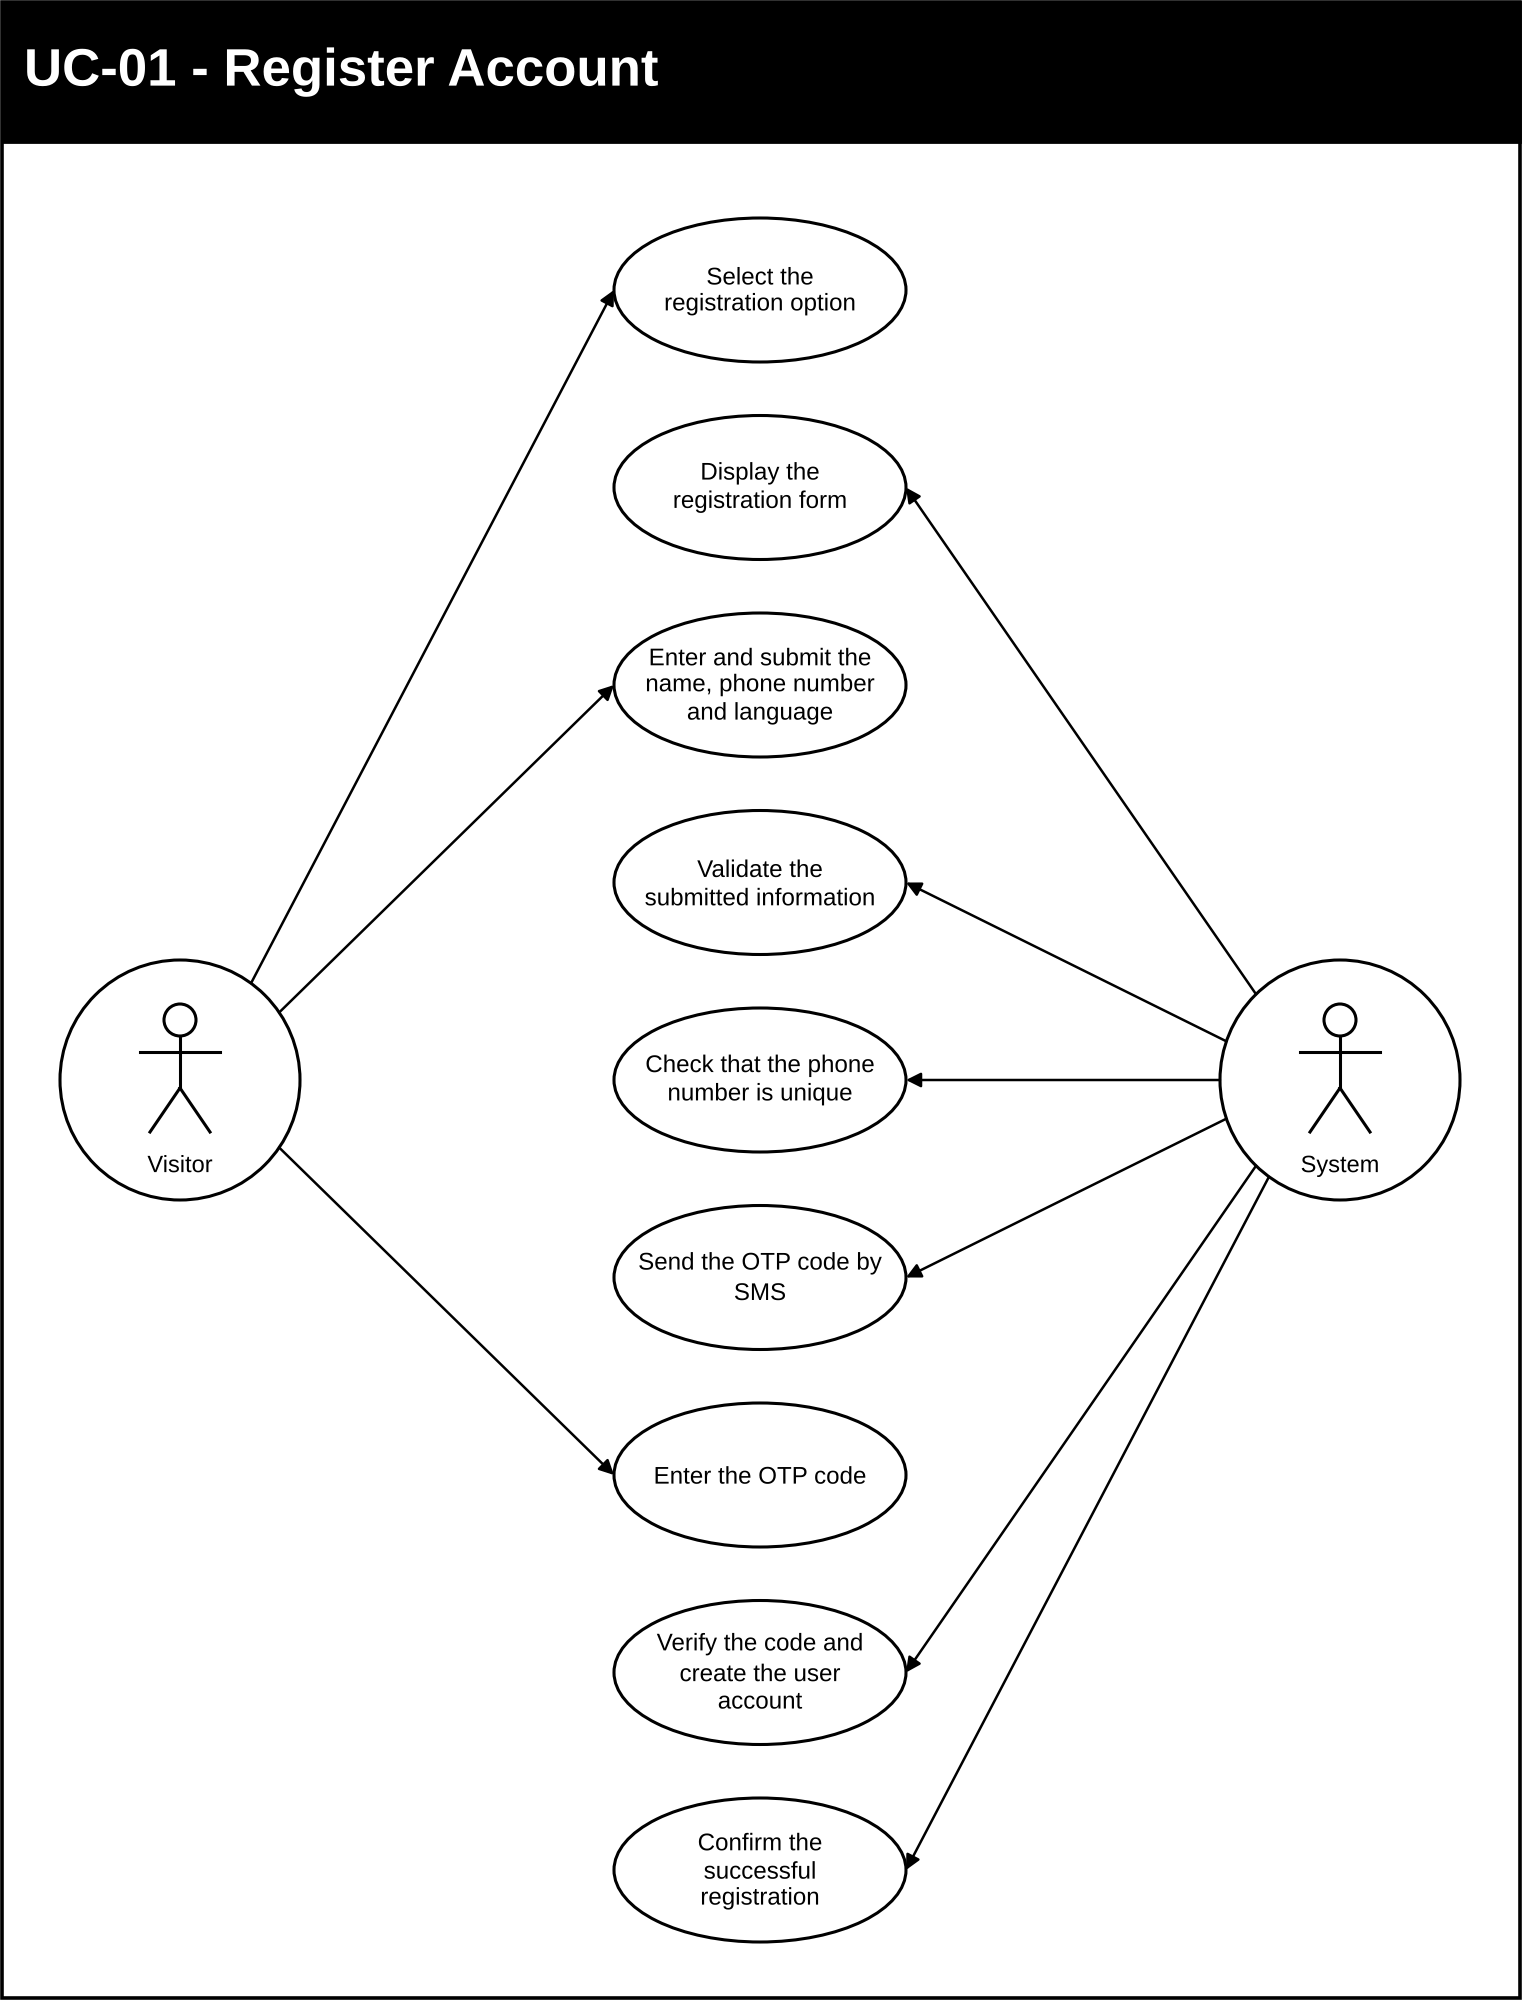 UC-01 - Register Account
Select the
registration option
Display the
registration form
Enter and submit the
name, phone number
and language
Validate the
submitted information
Check that the phone
number is unique
Visitor
System
Send the OTP code by
SMS
Enter the OTP code
Verify the code and
create the user
account
Confirm the
successful
registration